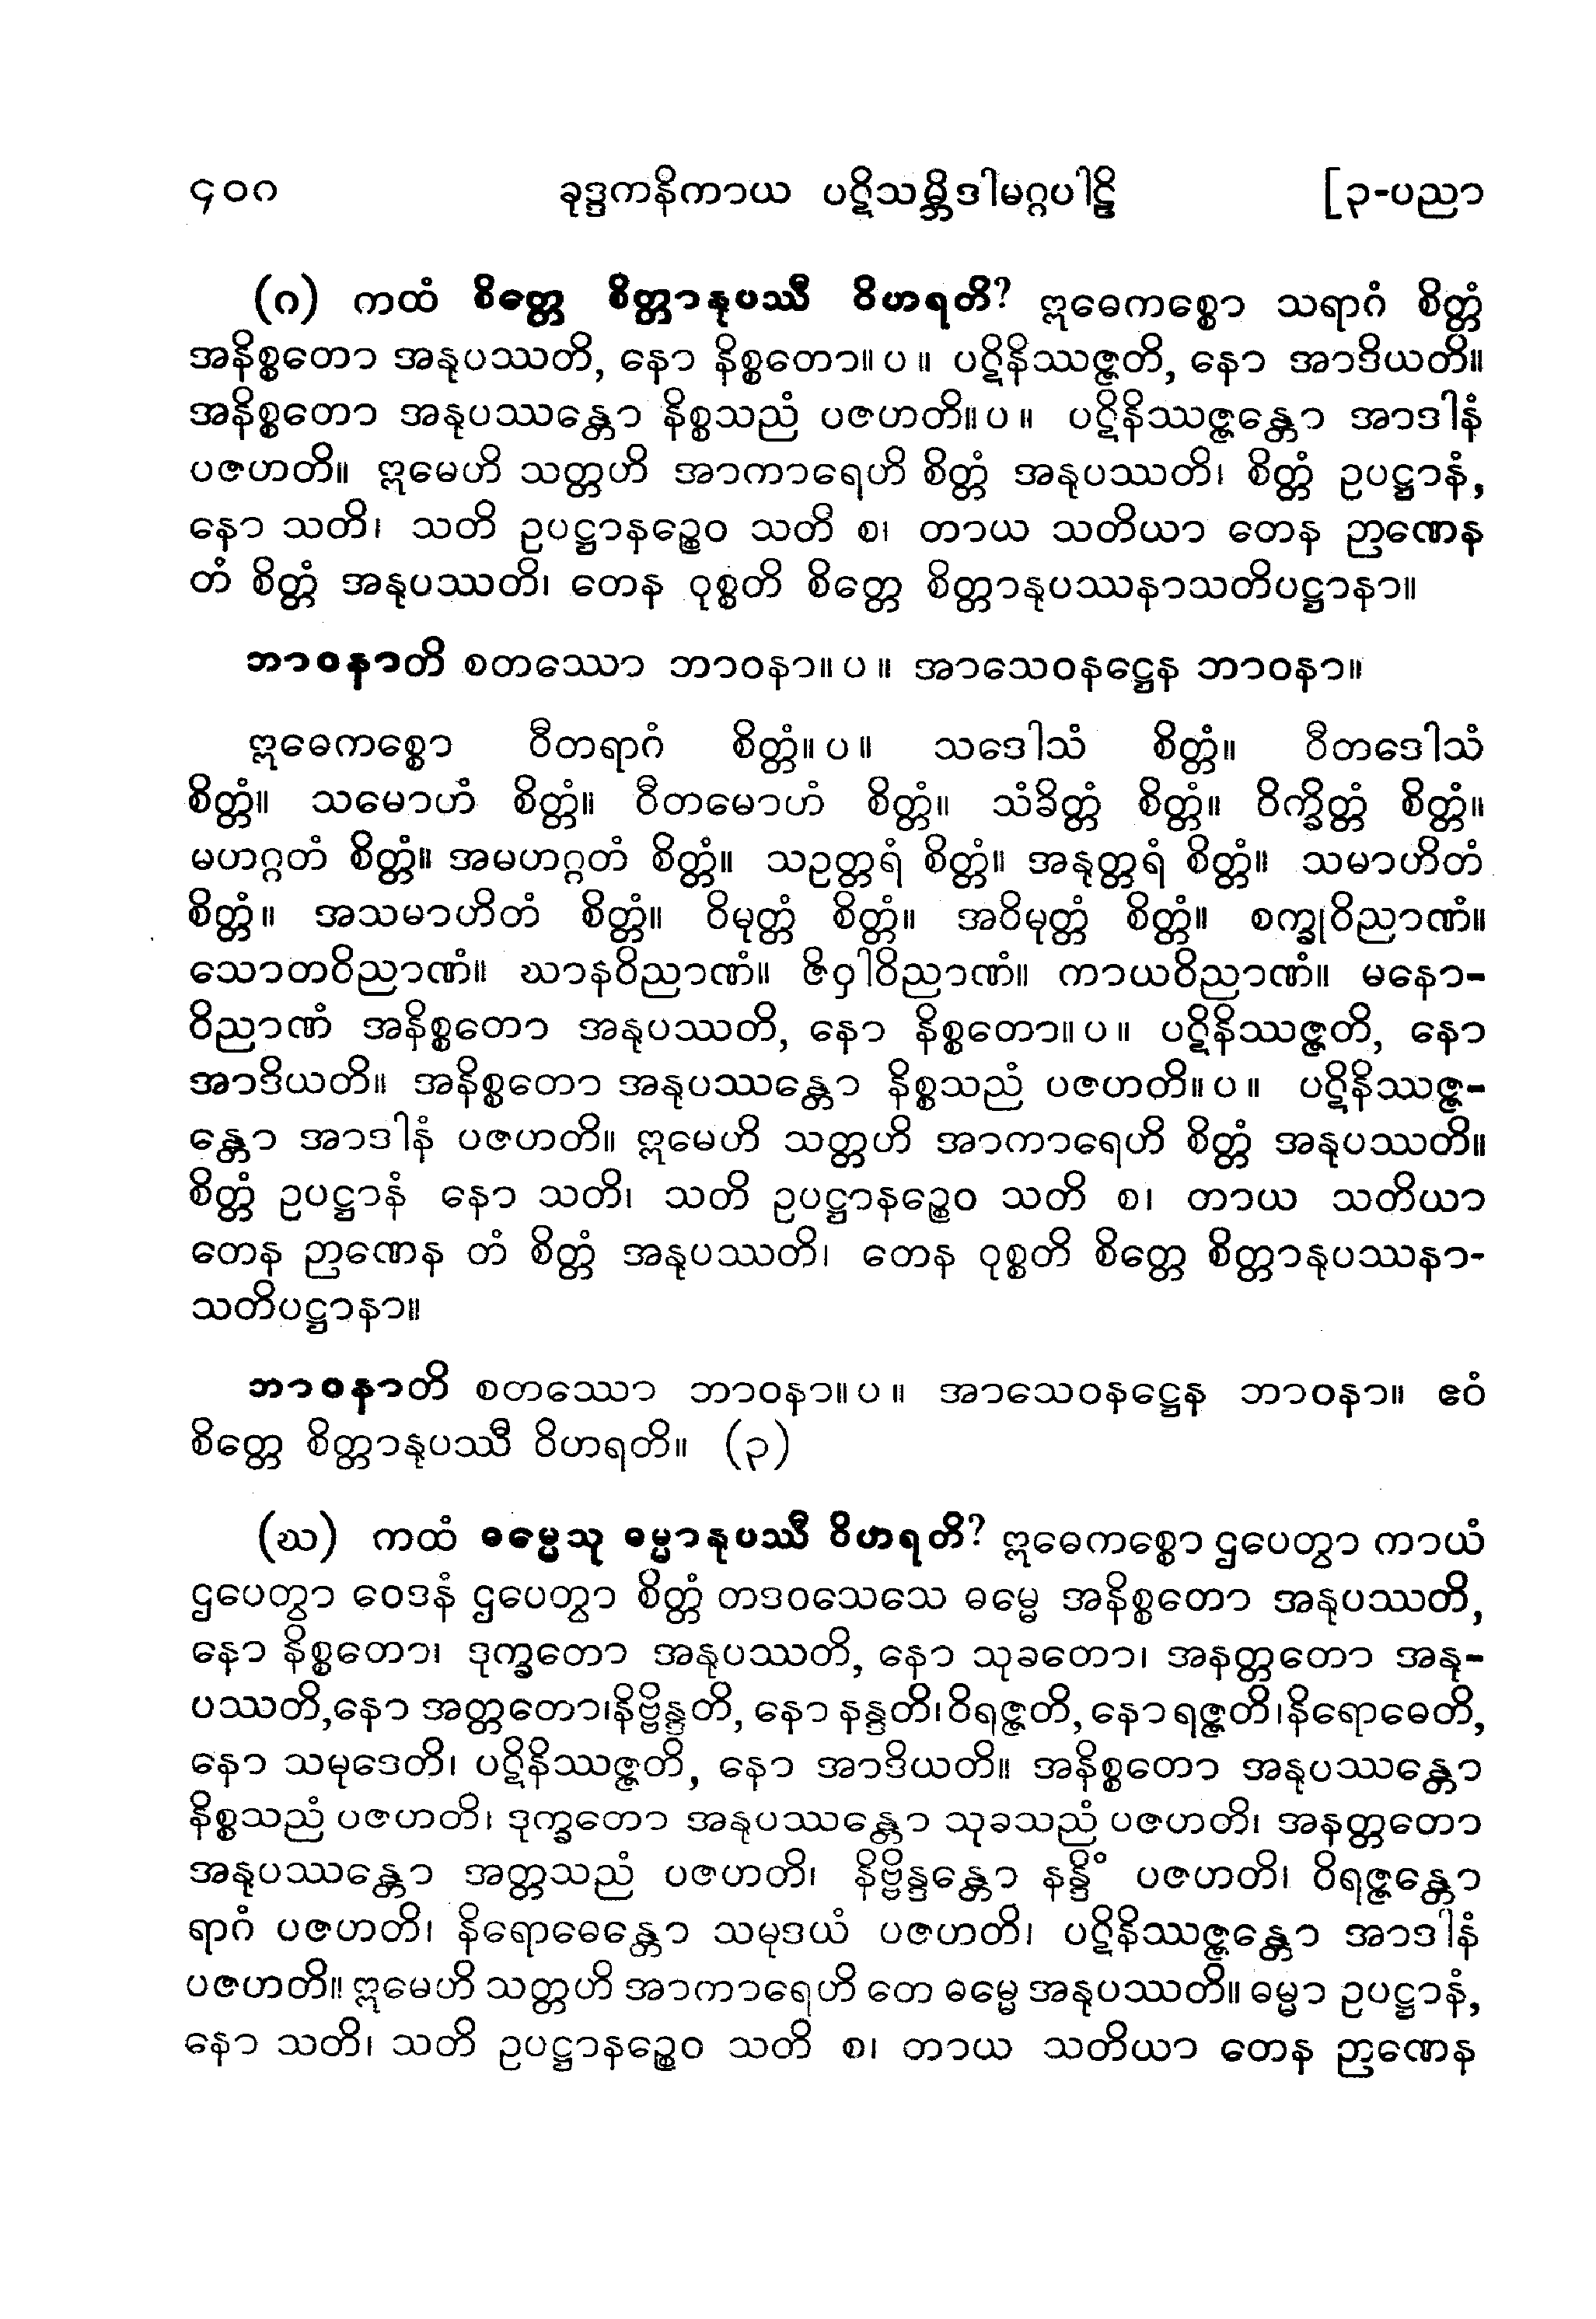 ၄၀၈ ခုဒ္ဒကနိကာယ ပဋိသမ္ဘိဒါမဂ္ဂပါဠိ [၃-ပညာ
(ဂ) ကထံ စိတ္တေ စိတ္တာနုပဿီ ဝိဟရတိ? ဣဓေကစ္စော သရာဂံ စိတ္တံ
အနိစ္စတော အနုပဿတိ, နော နိစ္စတော။ ပ ။ ပဋိနိဿဇ္ဇတိ, နော အာဒိယတိ။
အနိစ္စတော အနုပဿန္တော နိစ္စသညံ ပဇဟတိ။ ပ ။ ပဋိနိဿဇ္ဇန္တော အာဒါနံ
ပဇဟတိ။ ဣမေဟိ သတ္တဟိ အာကာရေဟိ စိတ္တံ အနုပဿတိ၊ စိတ္တံ ဥပဋ္ဌာနံ,
နော သတိ၊ သတိ ဥပဋ္ဌာနဉ္စေဝ သတိ စ၊ တာယ သတိယာ တေန ဉာဏေန
တံ စိတ္တံ အနုပဿတိ၊ တေန ဝုစ္စတိ စိတ္တေ စိတ္တာနုပဿနာသတိပဋ္ဌာနာ။
ဘာဝနာတိ စတဿော ဘာဝနာ။ ပ ။ အာသေဝနဋ္ဌေန ဘာဝနာ။
ဣဓေကစ္စော ဝီတရာဂံ စိတ္တံ။ ပ ။ သဒေါသံ စိတ္တံ။ ဝီတဒေါသံ
စိတ္တံ။ သမောဟံ စိတ္တံ။ ဝီတမောဟံ စိတ္တံ။ သံခိတ္တံ စိတ္တံ။ ဝိက္ခိတ္တံ စိတ္တံ။
မဟဂ္ဂတံ စိတ္တံ။ အမဟဂ္ဂတံ စိတ္တံ။ သဥတ္တရံ စိတ္တံ။ အနုတ္တရံ စိတ္တံ။ သမာဟိတံ
စိတ္တံ။ အသမာဟိတံ စိတ္တံ။ ဝိမုတ္တံ စိတ္တံ။ အဝိမုတ္တံ စိတ္တံ။ စက္ခုဝိညာဏံ။
သောတဝိညာဏံ။ ဃာနဝိညာဏံ။ ဇိဝှါဝိညာဏံ။ ကာယဝိညာဏံ။ မနော-
ဝိညာဏံ အနိစ္စတော အနုပဿတိ, နော နိစ္စတော။ ပ ။ ပဋိနိဿဇ္ဇတိ, နော
အာဒိယတိ။ အနိစ္စတော အနုပဿန္တော နိစ္စသညံ ပဇဟတိ။ ပ ။ ပဋိနိဿဇ္ဇ-
န္တော အာဒါနံ ပဇဟတိ။ ဣမေဟိ သတ္တဟိ အာကာရေဟိ စိတ္တံ အနုပဿတိ။
စိတ္တံ ဥပဋ္ဌာနံ နော သတိ၊ သတိ ဥပဋ္ဌာနဉ္စေဝ သတိ စ၊ တာယ သတိယာ
တေန ဉာဏေန တံ စိတ္တံ အနုပဿတိ၊ တေန ဝုစ္စတိ စိတ္တေ စိတ္တာနုပဿနာ-
သတိပဋ္ဌာနာ။
ဘာဝနာတိ စတဿော ဘာဝနာ။ ပ ။ အာသေဝနဋ္ဌေန ဘာဝနာ။ ဧဝံ
စိတ္တေ စိတ္တာနုပဿီ ဝိဟရတိ။ (၃)
(ဃ) ကထံ ဓမ္မေသု ဓမ္မာနုပဿီ ဝိဟရတိ? ဣဓေကစ္စော ဌပေတွာ ကာယံ
ဌပေတွာ ဝေဒနံ ဌပေတွာ စိတ္တံ တဒဝသေသေ ဓမ္မေ အနိစ္စတော အနုပဿတိ,
နော နိစ္စတော၊ ဒုက္ခတော အနုပဿတိ, နော သုခတော၊ အနတ္တတော အနု-
ပဿတိ,နော အတ္တတော၊နိဗ္ဗိန္ဒတိ, နော နန္ဒတိ၊ဝိရဇ္ဇတိ, နော ရဇ္ဇတိ၊နိရောဓေတိ,
နော သမုဒေတိ၊ ပဋိနိဿဇ္ဇတိ, နော အာဒိယတိ။ အနိစ္စတော အနုပဿန္တော
နိစ္စသညံ ပဇဟတိ၊ ဒုက္ခတော အနုပဿန္တော သုခသညံ ပဇဟတိ၊ အနတ္တတော
အနုပဿန္တော အတ္တသညံ ပဇဟတိ၊ နိဗ္ဗိန္ဒန္တော နန္ဒိံ ပဇဟတိ၊ ဝိရဇ္ဇန္တော
ရာဂံ ပဇဟတိ၊ နိရောဓေန္တော သမုဒယံ ပဇဟတိ၊ ပဋိနိဿဇ္ဇန္တော အာဒါနံ
ပဇဟတိ။ ဣမေဟိ သတ္တဟိ အာကာရေဟိ တေ ဓမ္မေ အနုပဿတိ။ ဓမ္မာ ဥပဋ္ဌာနံ,
နော သတိ၊ သတိ ဥပဋ္ဌာနဉ္စေဝ သတိ စ၊ တာယ သတိယာ တေန ဉာဏေန